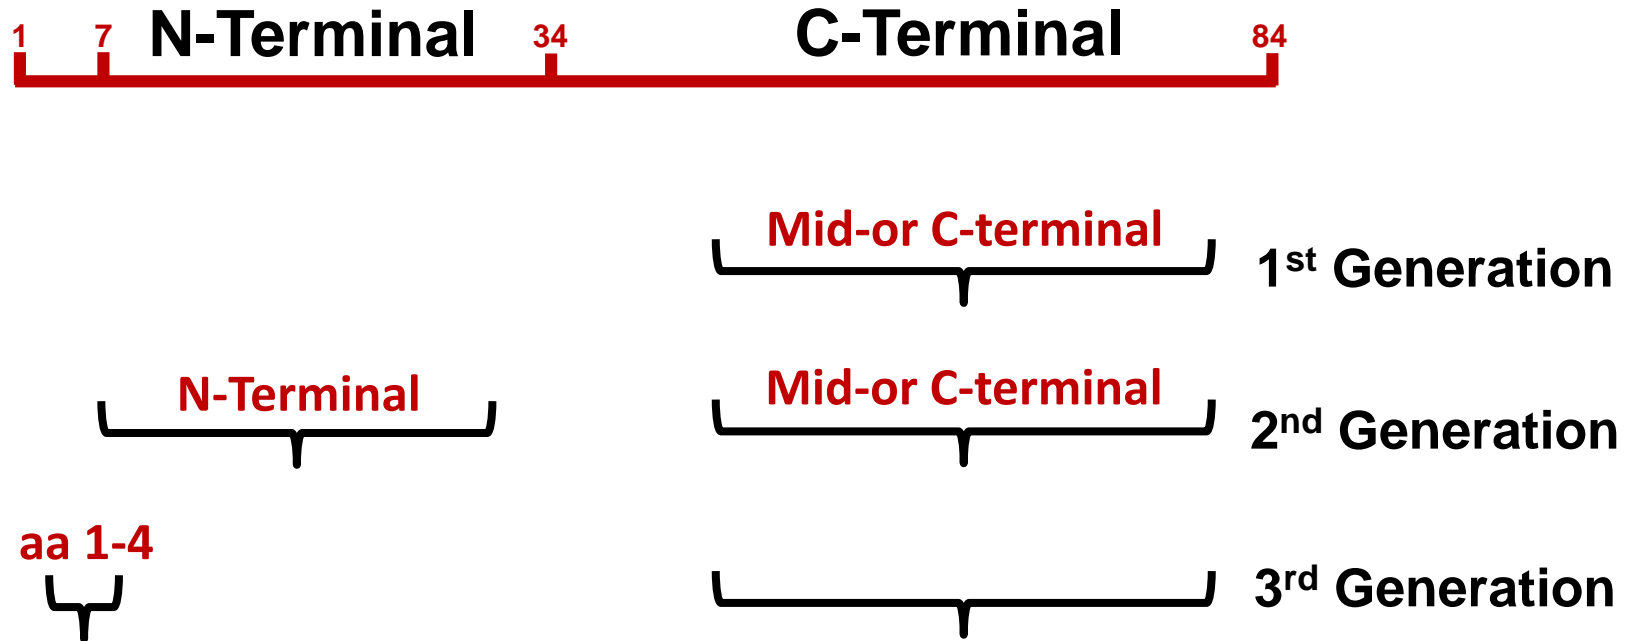 1 7 N-Terminal 34 C-Terminal 84
Mid-or C-terminal
1st Generation
N-Terminal
Mid-or C-terminal
2nd Generation
aa 1-4
3rd Generation